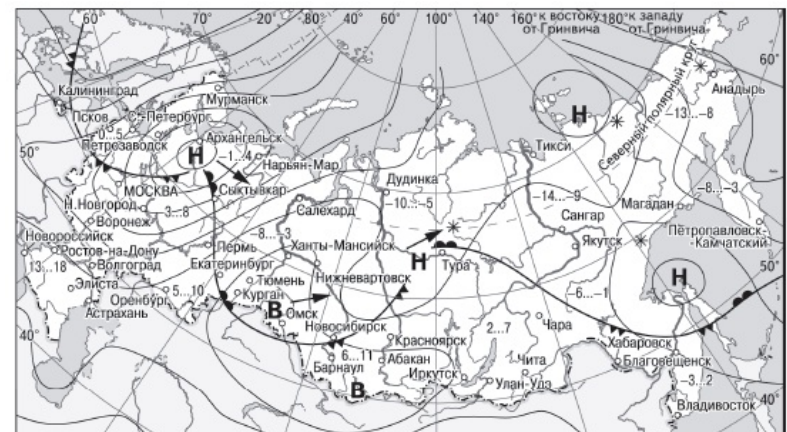 60° 70° 20° 80° 40° 60° 100° 140° 160° к востоку 180° к западу
от Гринвича от Гринвича
60°
Калининград
Мурманск
Анадырь
Северный полярный круг
Псков С.-Петербург
Н
-13...-8
0...5
Архангельск
Петрозаводск
Н
-1...4
Тикси
50°
Нарьян-Мар
МОСКВА
Сыктывкар
Дудинка
-8...-3
Н.Новгород
3...8
Салехард
-10...-5
-14...-9
Магадан
Воронеж
Сангар
Новороссийск
-8...-3
Петропавловск-
-Камчатский
Ростов-на-Дону
Пермь
Ханты-Мансийск
Якутск
Волгоград
Екатеринбург
Н
Тура
50°
13...18
Нижневартовск
Н
Элиста
Тюмень
Оренбург
5...10
Курган
В
Омск
-6...-1
Астрахань
Новосибирск
2...7
Чара
40°
Красноярск
Хабаровск
6...11
Абакан
Чита
Благовещенск
Барнаул
Иркутск
В
Улан-Удэ
-3...2
40°
Владивосток